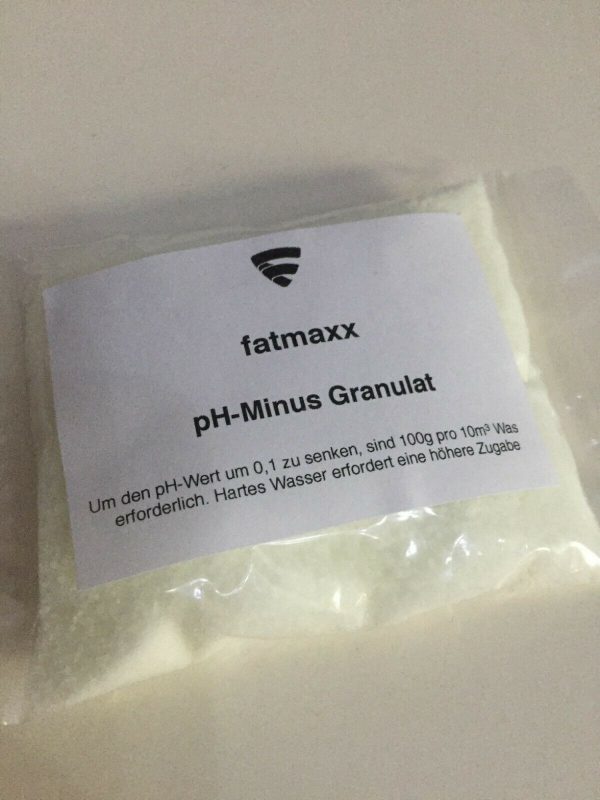 fatmaxx
pH-Minus Granulat
Um den pH-Wert um 0,1 zu senken, sind 100g pro 10m³ Was
erforderlich. Hartes Wasser erfordert eine höhere Zugabe